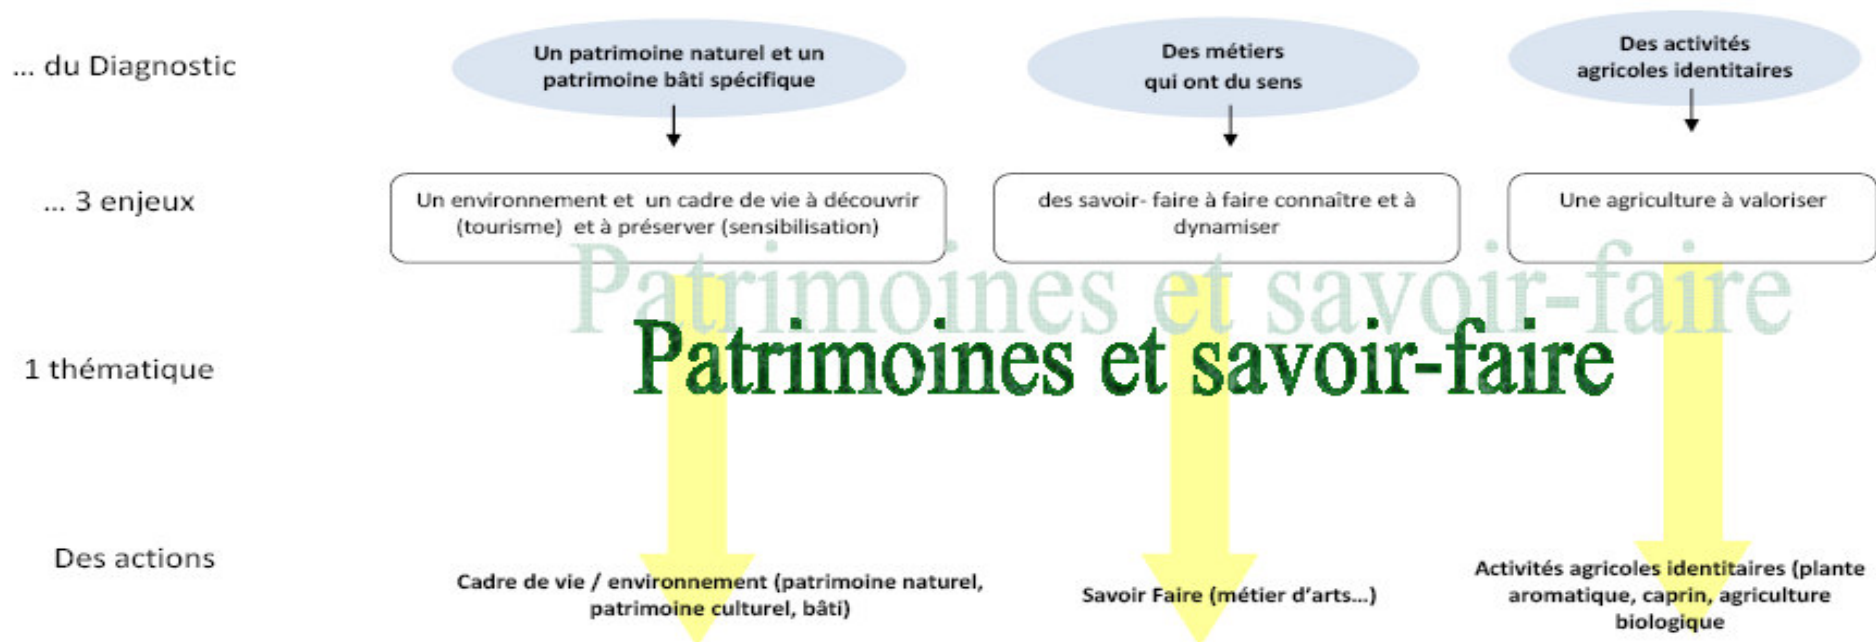 ... du Diagnostic
Un patrimoine naturel et un
patrimoine bâti spécifique
Des métiers
qui ont du sens
Des activités
agricoles identitaires
... 3 enjeux
Un environnement et un cadre de vie à découvrir
(tourisme) et à préserver (sensibilisation)
des savoir- faire à faire connaître et à
dynamiser
Une agriculture à valoriser
Patrimoines et savoir-faire
1 thématique
Patrimoines et savoir-faire
Des actions
Cadre de vie / environnement (patrimoine naturel,
patrimoine culturel, bâti)
Savoir Faire (métier d'arts...)
Activités agricoles identitaires (plante
aromatique, caprin, agriculture
biologique